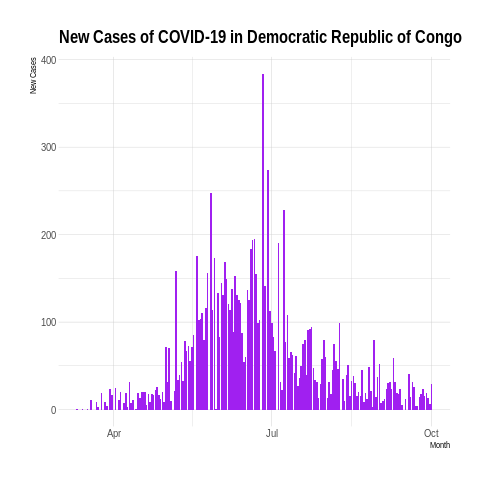 New Cases of COVID-19 in Democratic Republic of Congo
New Cases
400
300
200
100
0
Apr
Jul
Oct
Month